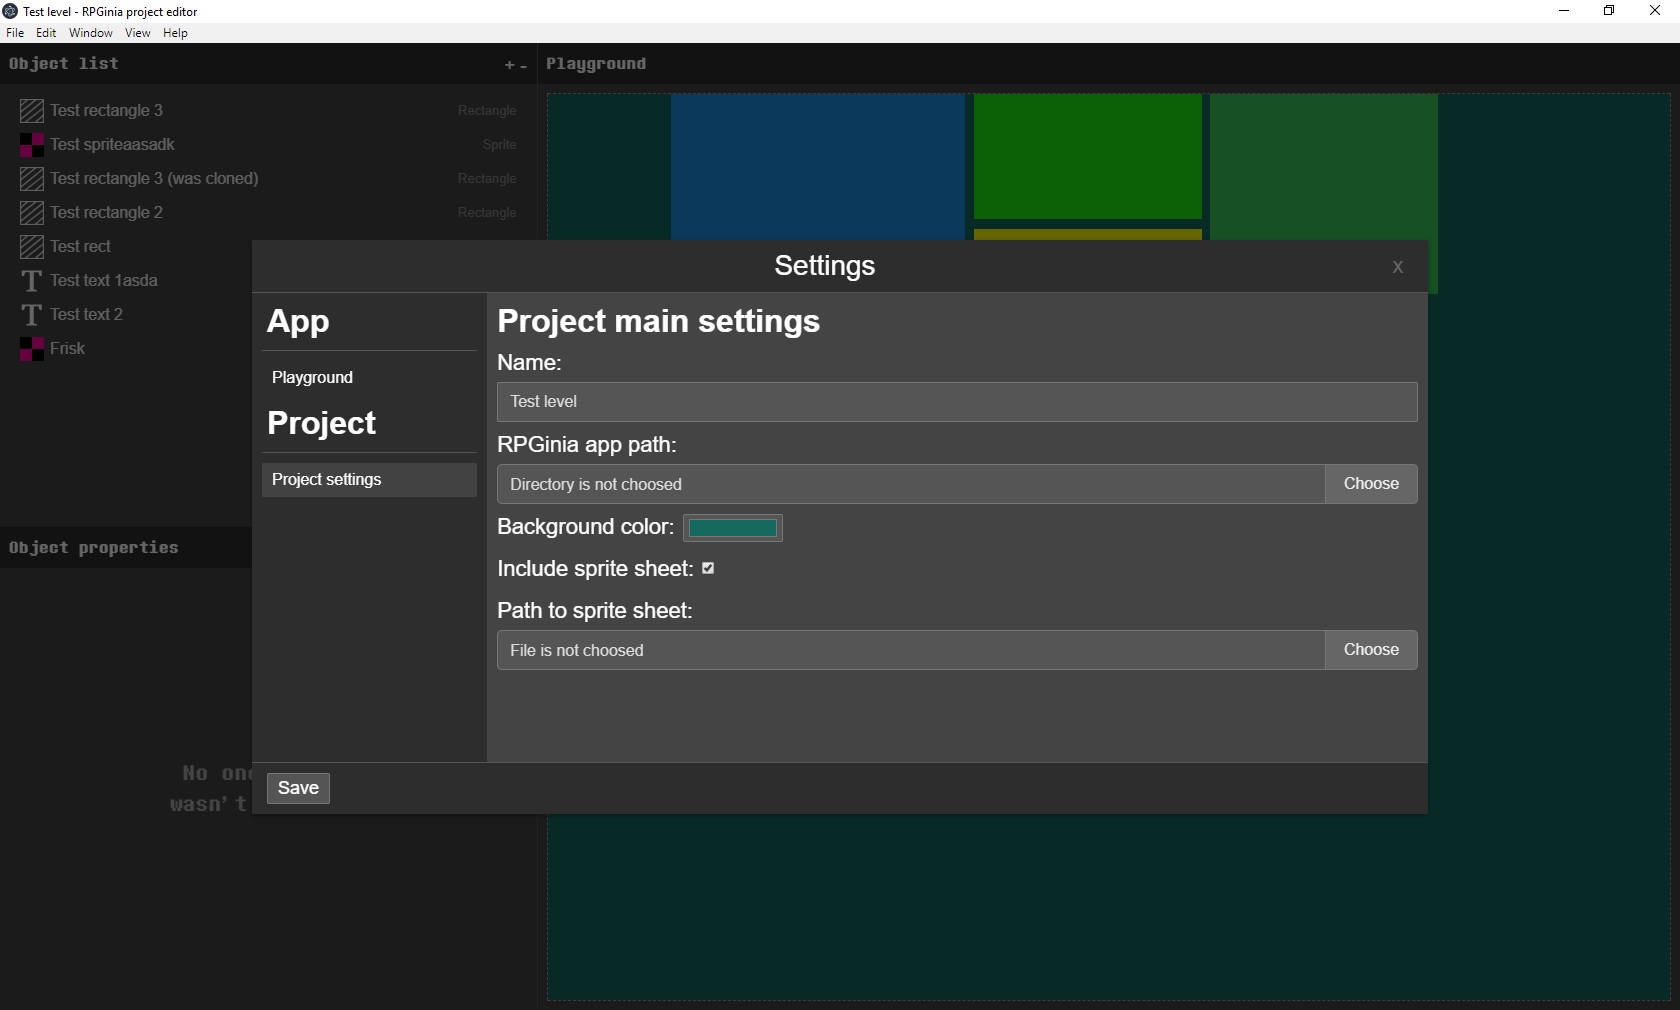 Test level - RPGinia project editor
File Edit Window View Help
Object list + -
Test rectangle 3 Rectangle
Test spriteaasadk Sprite
Test rectangle 3 (was cloned) Rectangle
Test rectangle 2 Rectangle
Test rect
T Test text 1asda
T Test text 2
Frisk
Object properties
No one
wasn't
Playground
Settings X
App
Playground
Project
Project settings
Project main settings
Name:
Test level
RPGinia app path:
Directory is not choosed Choose
Background color:
Include sprite sheet:
Path to sprite sheet:
File is not choosed Choose
Save